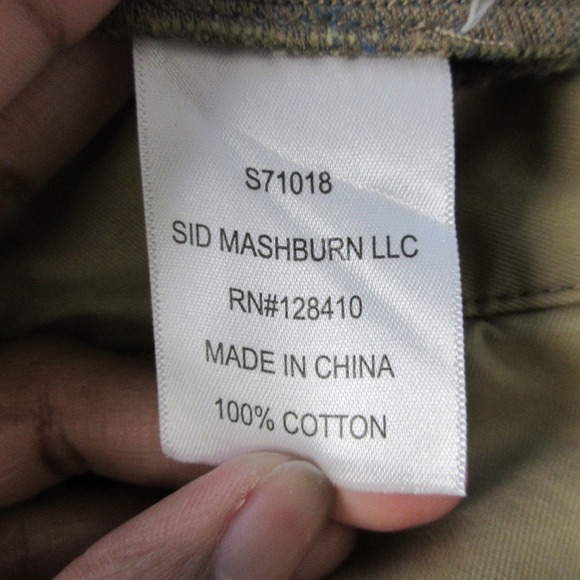 S71018
SID MASHBURN LLC
RN#128410
MADE IN CHINA
100% COTTON